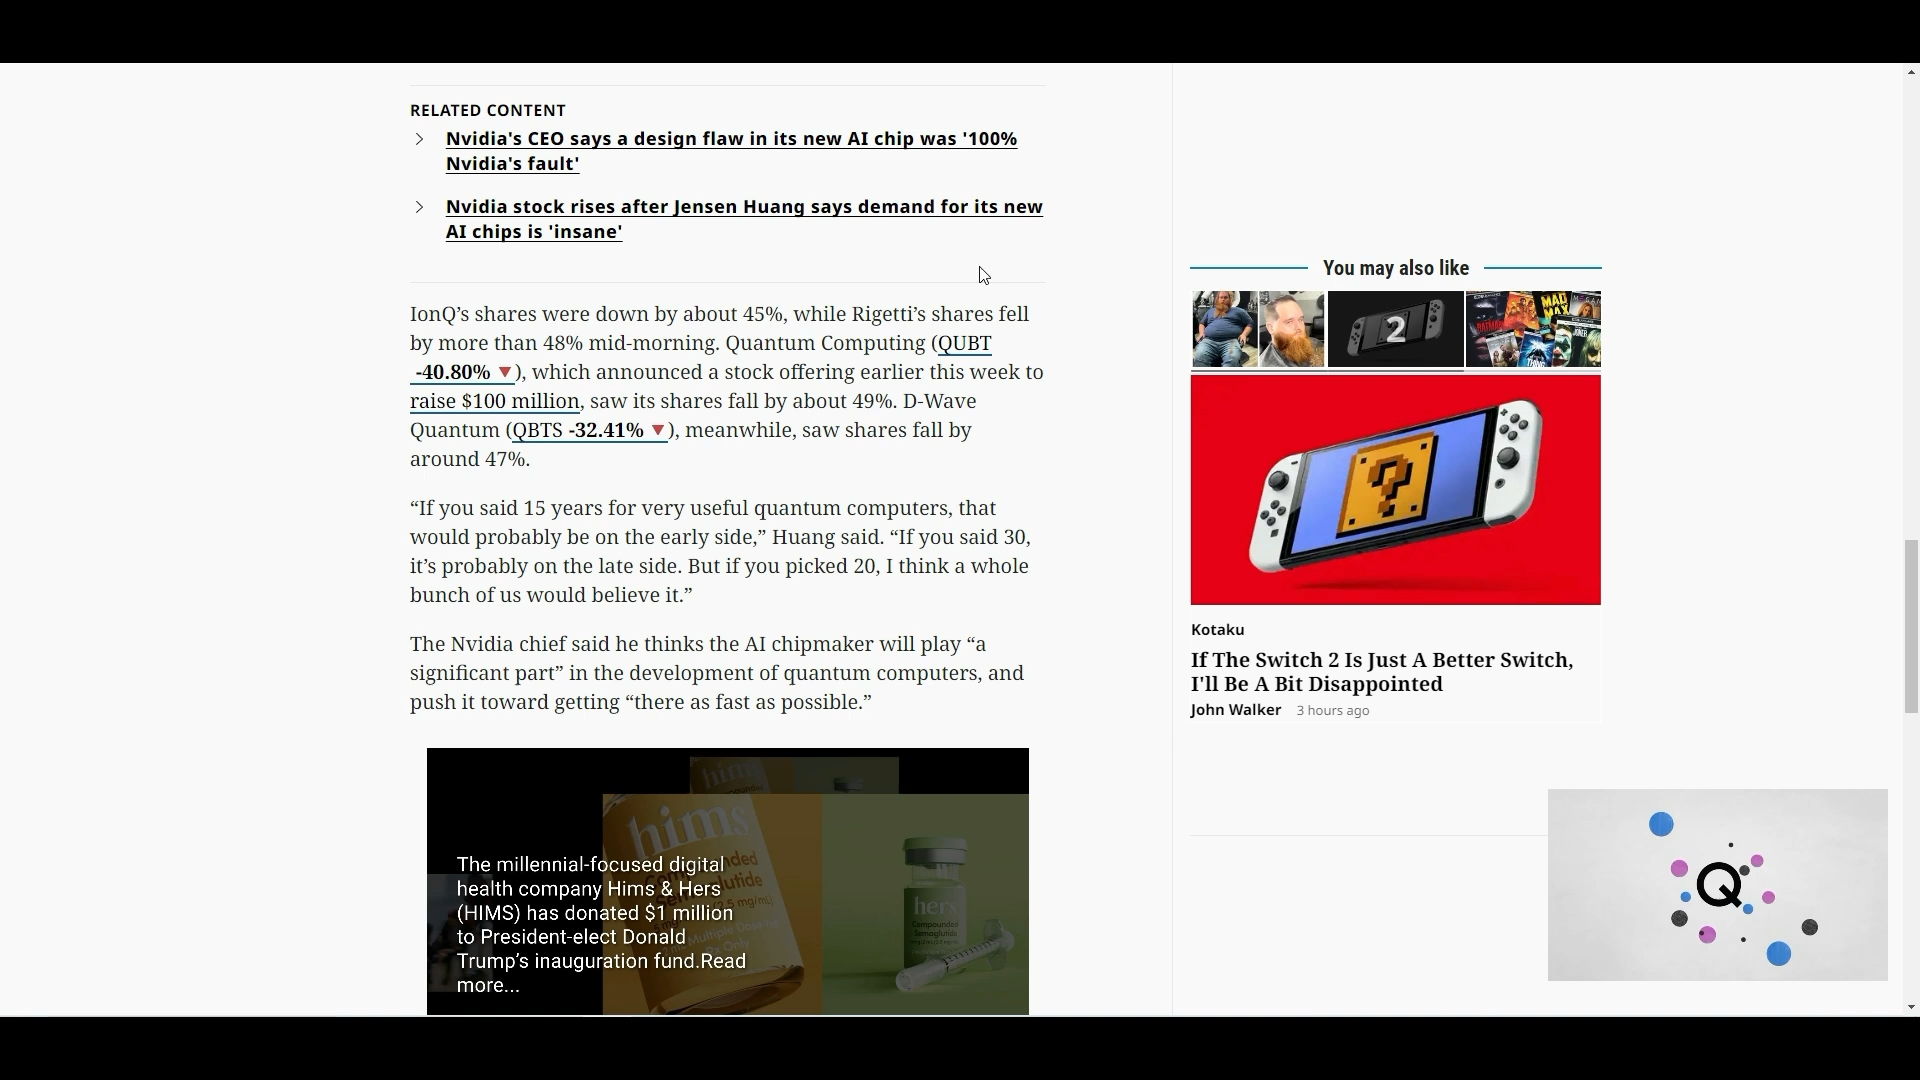 RELATED CONTENT
Nvidia's CEO says a design flaw in its new AI chip was '100%
Nvidia's fault'
Nvidia stock rises after Jensen Huang says demand for its new
AI chips is 'insane'
IonQ’s shares were down by about 45%, while Rigetti’s shares fell
by more than 48% mid-morning. Quantum Computing (QUBT
-40.80% ▼), which announced a stock offering earlier this week to
raise $100 million, saw its shares fall by about 49%. D-Wave
Quantum (QBTS -32.41% ▼), meanwhile, saw shares fall by
around 47%.
“If you said 15 years for very useful quantum computers, that
would probably be on the early side,” Huang said. “If you said 30,
it’s probably on the late side. But if you picked 20, I think a whole
bunch of us would believe it.”
The Nvidia chief said he thinks the AI chipmaker will play “a
significant part” in the development of quantum computers, and
push it toward getting “there as fast as possible.”
hims
hims
hers
Compounded
Semaglutide
The millennial-focused digital
health company Hims & Hers
(HIMS) has donated $1 million
to President-elect Donald
Trump’s inauguration fund.Read
more...
You may also like
2
MAD
MAX
?
Kotaku
If The Switch 2 Is Just A Better Switch,
I'll Be A Bit Disappointed
John Walker 3 hours ago
Q